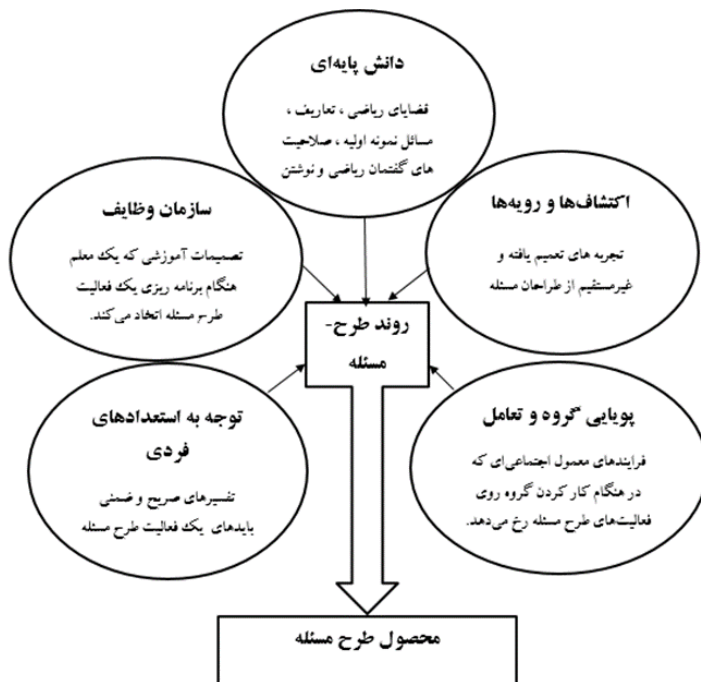 دانش پایه‌ای
قضایای ریاضی ، تعاریف ،
مسائل نمونه اولیه ، صلاحیت
های گفتمان ریاضی و نوشتن
اکتشاف‌ها و رویه‌ها
تجربه های تعمیم یافته و
غیرمستقیم از طراحان مسئله
سازمان وظایف
تصمیمات آموزشی که یک معلم
هنگام برنامه ریزی یک فعالیت
طرح مسئله اتخاد می‌کند.
روند طرح-
مسئله
پویایی گروه و تعامل
فرایندهای معمول اجتماعی‌ای که
در هنگام کار کردن گروه روی
فعالیت‌های طرح مسئله رخ می‌دهد.
توجه به استعدادهای
فردی
تفسیرهای صریح و ضمنی
بایدهای یک فعالیت طرح مسئله
محصول طرح مسئله